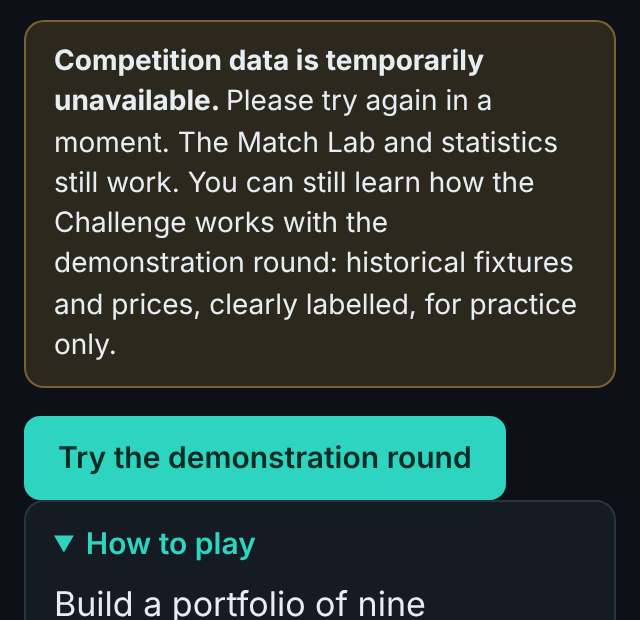 Competition data is temporarily
unavailable. Please try again in a
moment. The Match Lab and statistics
still work. You can still learn how the
Challenge works with the
demonstration round: historical fixtures
and prices, clearly labelled, for practice
only.
Try the demonstration round
▼ How to play
Build a portfolio of nine